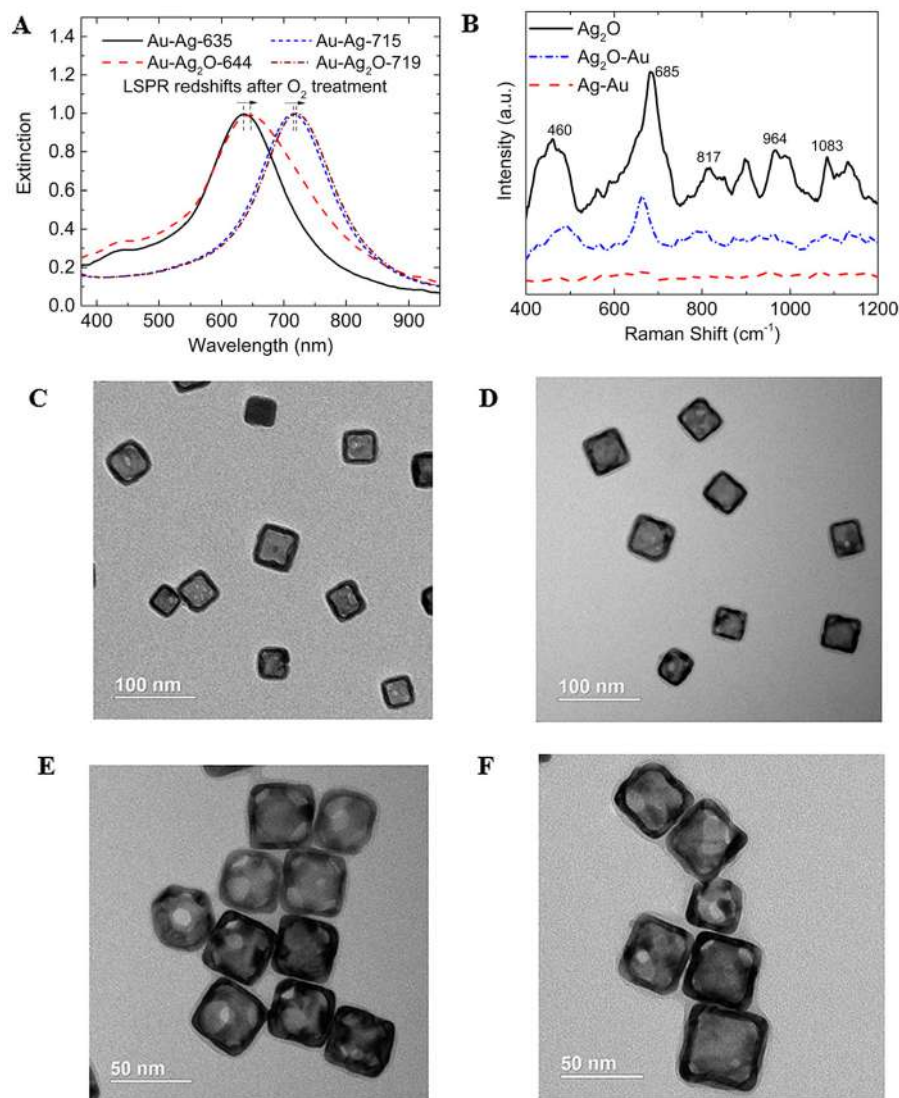 A
1.4
1.2
1.0
0.8
0.6
0.4
0.2
0.0
Extinction
Au-Ag-635
Au-Ag-715
Au-Ag₂O-644
Au-Ag₂O-719
LSPR redshifts after O₂ treatment
400 500 600 700 800 900
Wavelength (nm)
B
Intensity (a.u.)
Ag₂O
Ag₂O-Au
Ag-Au
460
685
817
964
1083
400 600 800 1000 1200
Raman Shift (cm⁻¹)
C
100 nm
D
100 nm
E
50 nm
F
50 nm